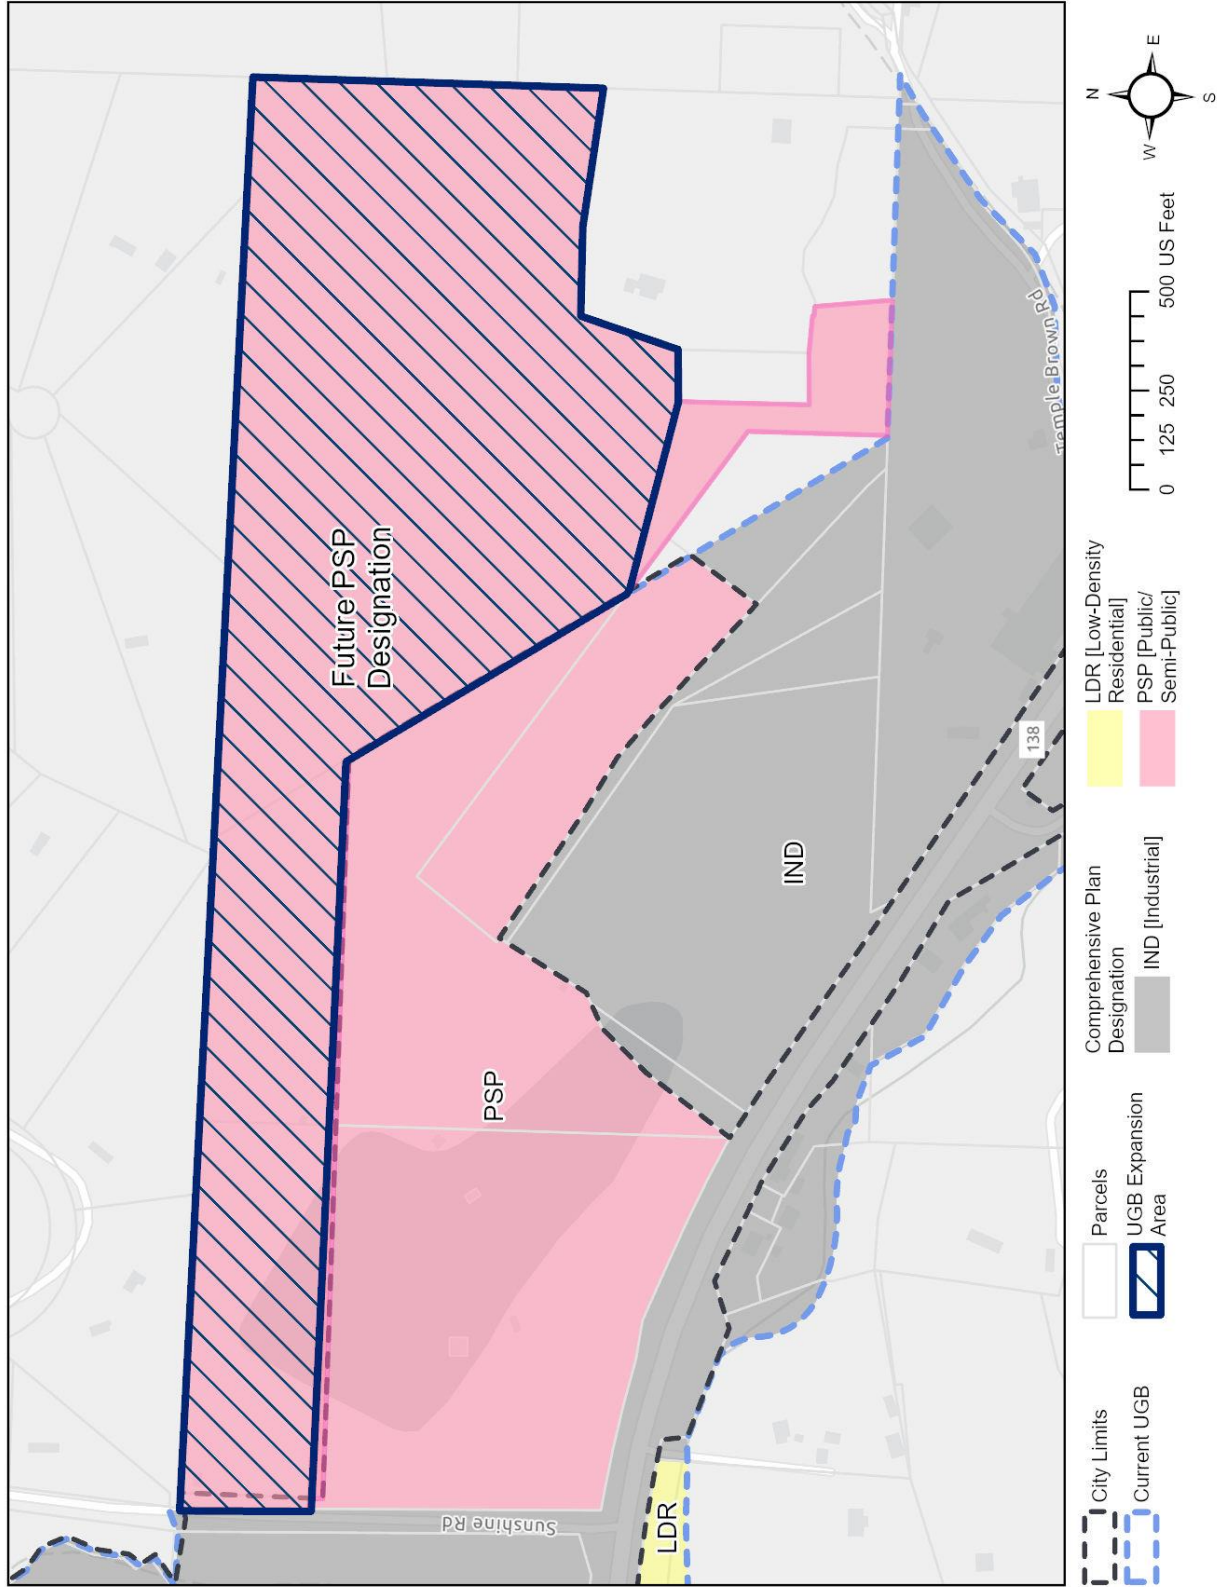 Future PSP
Designation
PSP
IND
LDR
Sunshine Rd
Temple Brown Rd
138
City Limits
Current UGB
Parcels
UGB Expansion
Area
Comprehensive Plan
Designation
IND [Industrial]
LDR [Low-Density
Residential]
PSP [Public/
Semi-Public]
0 125 250 500 US Feet
N
W E
S